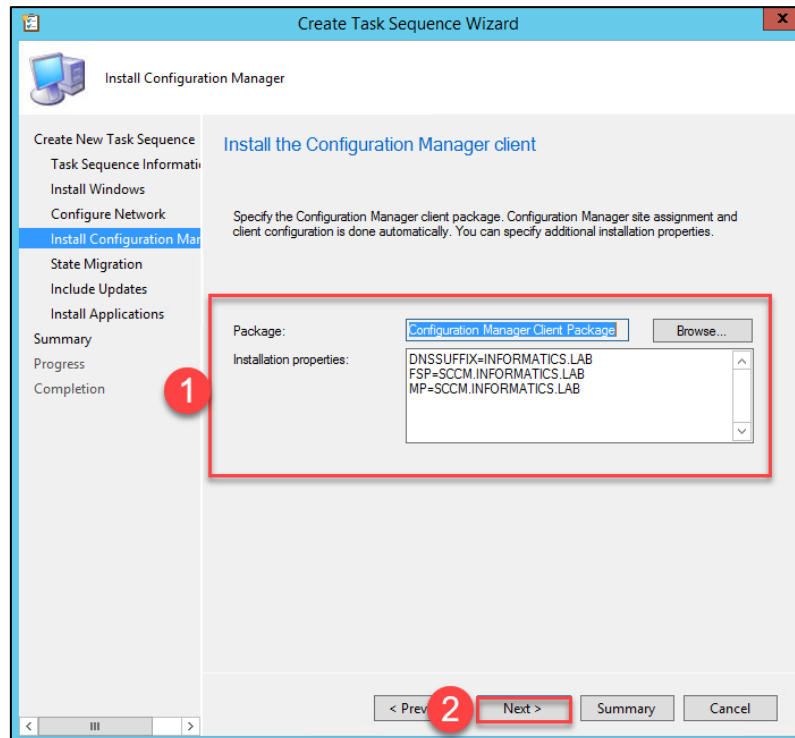 Create Task Sequence Wizard
X
Install Configuration Manager
Create New Task Sequence
Task Sequence Informati
Install Windows
Configure Network
Install Configuration Mar
State Migration
Include Updates
Install Applications
Summary
Progress
Completion
Install the Configuration Manager client
Specify the Configuration Manager client package. Configuration Manager site assignment and
client configuration is done automatically. You can specify additional installation properties.
Package:
Configuration Manager Client Package
Browse...
Installation properties:
DNSSUFFIX=INFORMATICS.LAB
FSP=SCCM.INFORMATICS.LAB
MP=SCCM.INFORMATICS.LAB
1
< Prev
2
Next >
Summary
Cancel